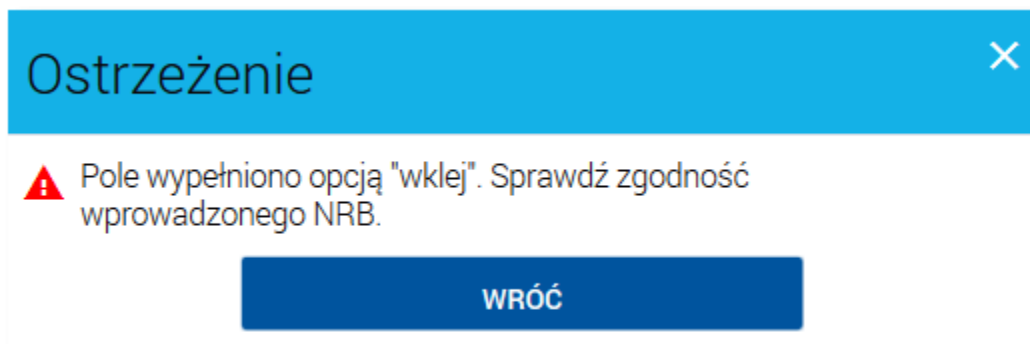 Ostrzeżenie
Pole wypełniono opcją "wklej". Sprawdź zgodność
wprowadzonego NRB.
WRÓĆ